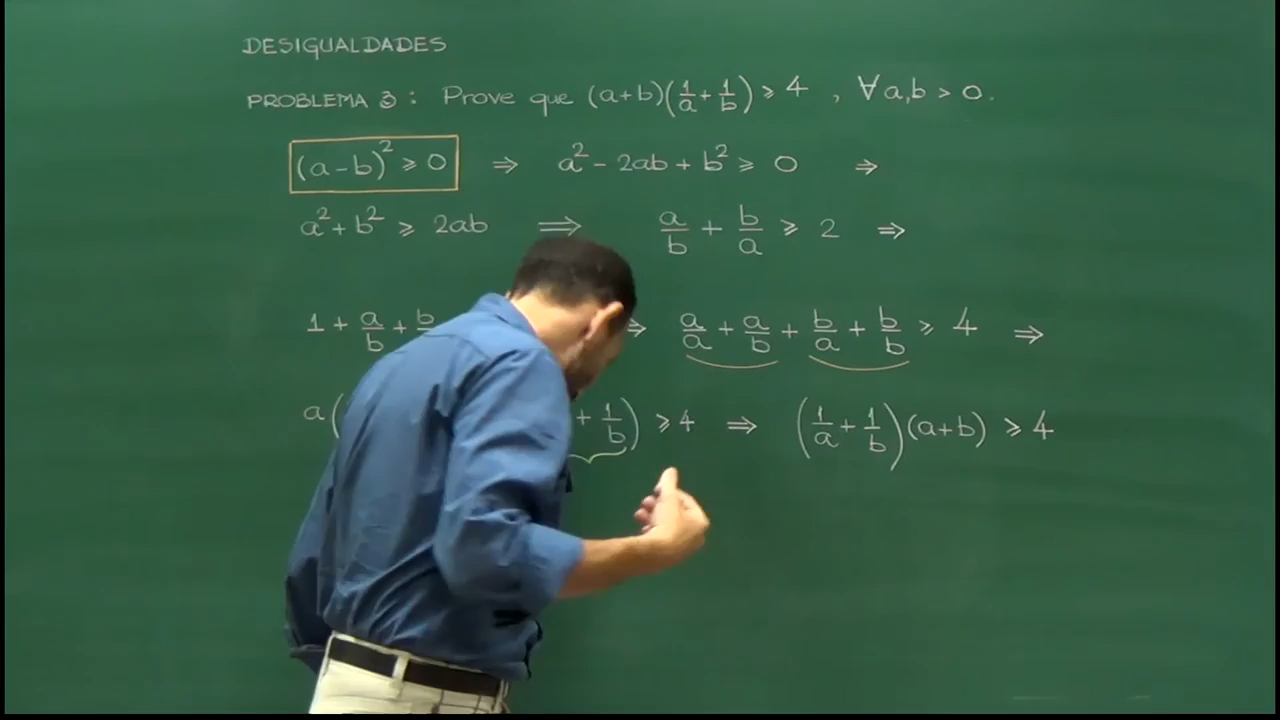 DESIGUALDADES
PROBLEMA 3: Prove que (a+b)(1/a + 1/b) ≥ 4 , ∀ a,b > 0.
(a-b)² ≥ 0 ⇒ a² - 2ab + b² ≥ 0 ⇒
a² + b² ≥ 2ab ⇒ a/b + b/a ≥ 2 ⇒
1 + a/b + b ⇒ a/a + a/b + b/a + b/b ≥ 4 ⇒
a( + 1/b) ≥ 4 ⇒ (1/a + 1/b)(a+b) ≥ 4